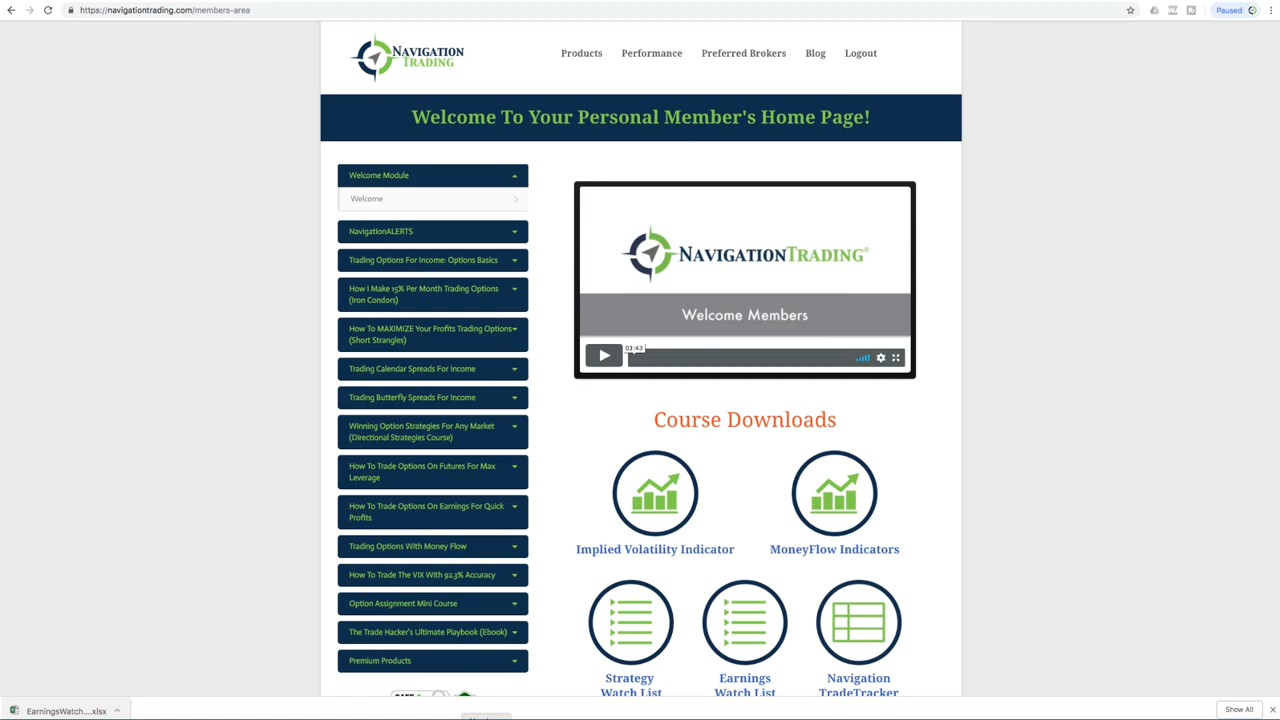 https://navigationtrading.com/members-area
Paused
NAVIGATION
TRADING
Products
Performance
Preferred Brokers
Blog
Logout
Welcome To Your Personal Member's Home Page!
Welcome Module
Welcome
NavigationALERTS
Trading Options For Income: Options Basics
How I Make 15% Per Month Trading Options
(Iron Condors)
How To MAXIMIZE Your Profits Trading Options
(Short Strangles)
Trading Calendar Spreads For Income
Trading Butterfly Spreads For Income
Winning Option Strategies For Any Market
(Directional Strategies Course)
How To Trade Options On Futures For Max
Leverage
How To Trade Options On Earnings For Quick
Profits
Trading Options With Money Flow
How To Trade The VIX With 92.3% Accuracy
Option Assignment Mini Course
The Trade Hacker's Ultimate Playbook (Ebook)
Premium Products
NAVIGATIONTRADING®
Welcome Members
03:43
Course Downloads
Implied Volatility Indicator
MoneyFlow Indicators
Strategy
Watch List
Earnings
Watch List
Navigation
TradeTracker
EarningsWatch....xlsx
Show All